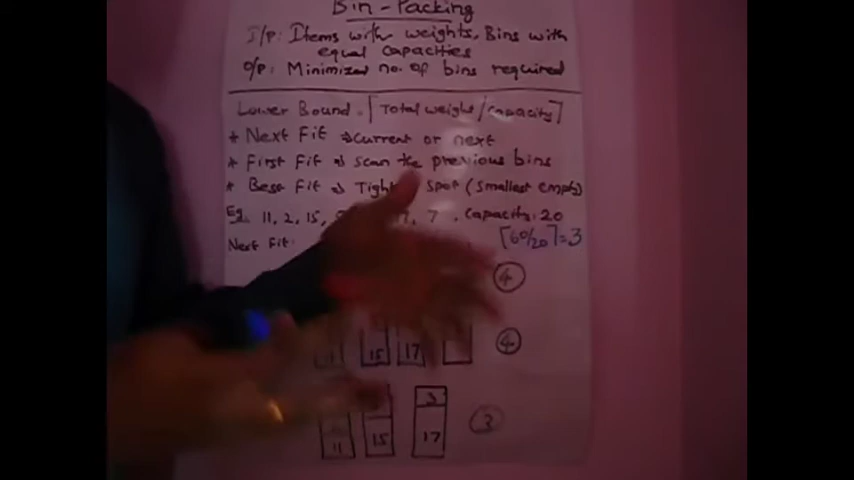 Bin-Packing
I/p: Items with weights, Bins with
equal capacities
O/p: Minimized no. of bins required
Lower Bound = ⌈Total weight/Capacity⌉
* Next Fit → Current or next
* First Fit → scan the previous bins
* Best Fit → Tight spot (smallest empty)
Eg. 11, 2, 15, 7. Capacity: 20
Next Fit: ⌈60/20⌉ = 3
4
15 17 4
3
11 15 17 3